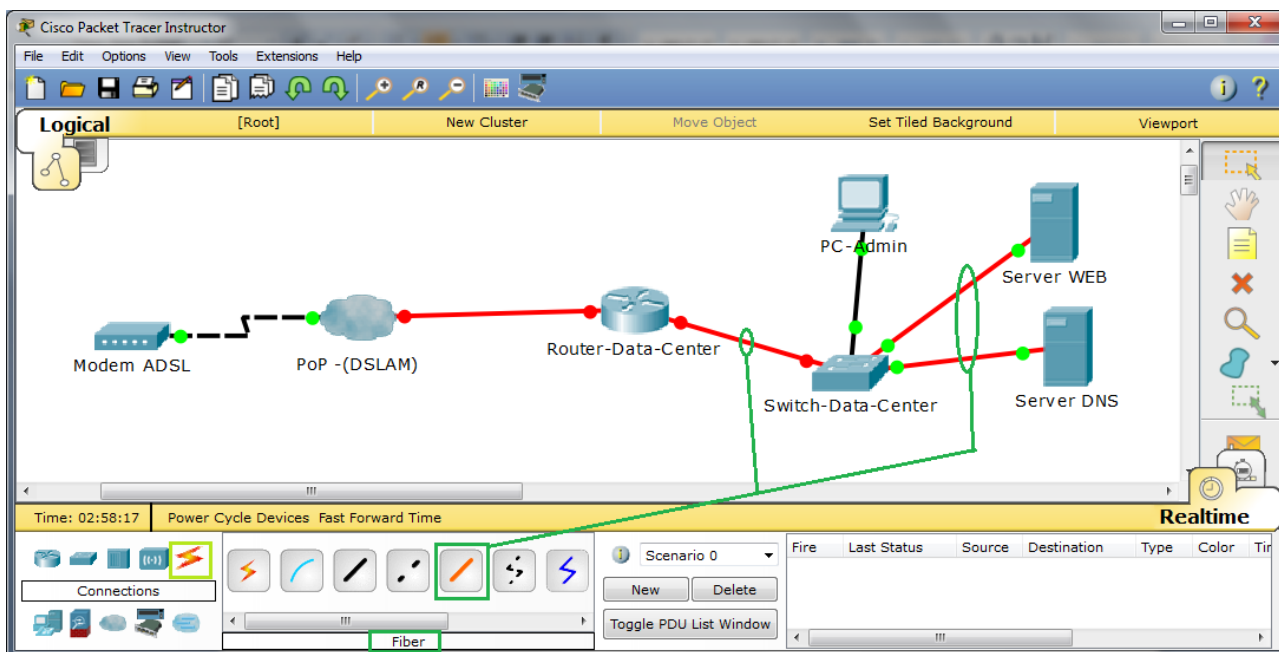 Cisco Packet Tracer Instructor
File Edit Options View Tools Extensions Help
R
i ?
Logical [Root] New Cluster Move Object Set Tiled Background Viewport
PC-Admin
Server WEB
Modem ADSL
PoP -(DSLAM)
Router-Data-Center
Switch-Data-Center
Server DNS
Time: 02:58:17 Power Cycle Devices Fast Forward Time
Realtime
Connections
Fiber
Scenario 0
New Delete
Toggle PDU List Window
Fire Last Status Source Destination Type Color Tir